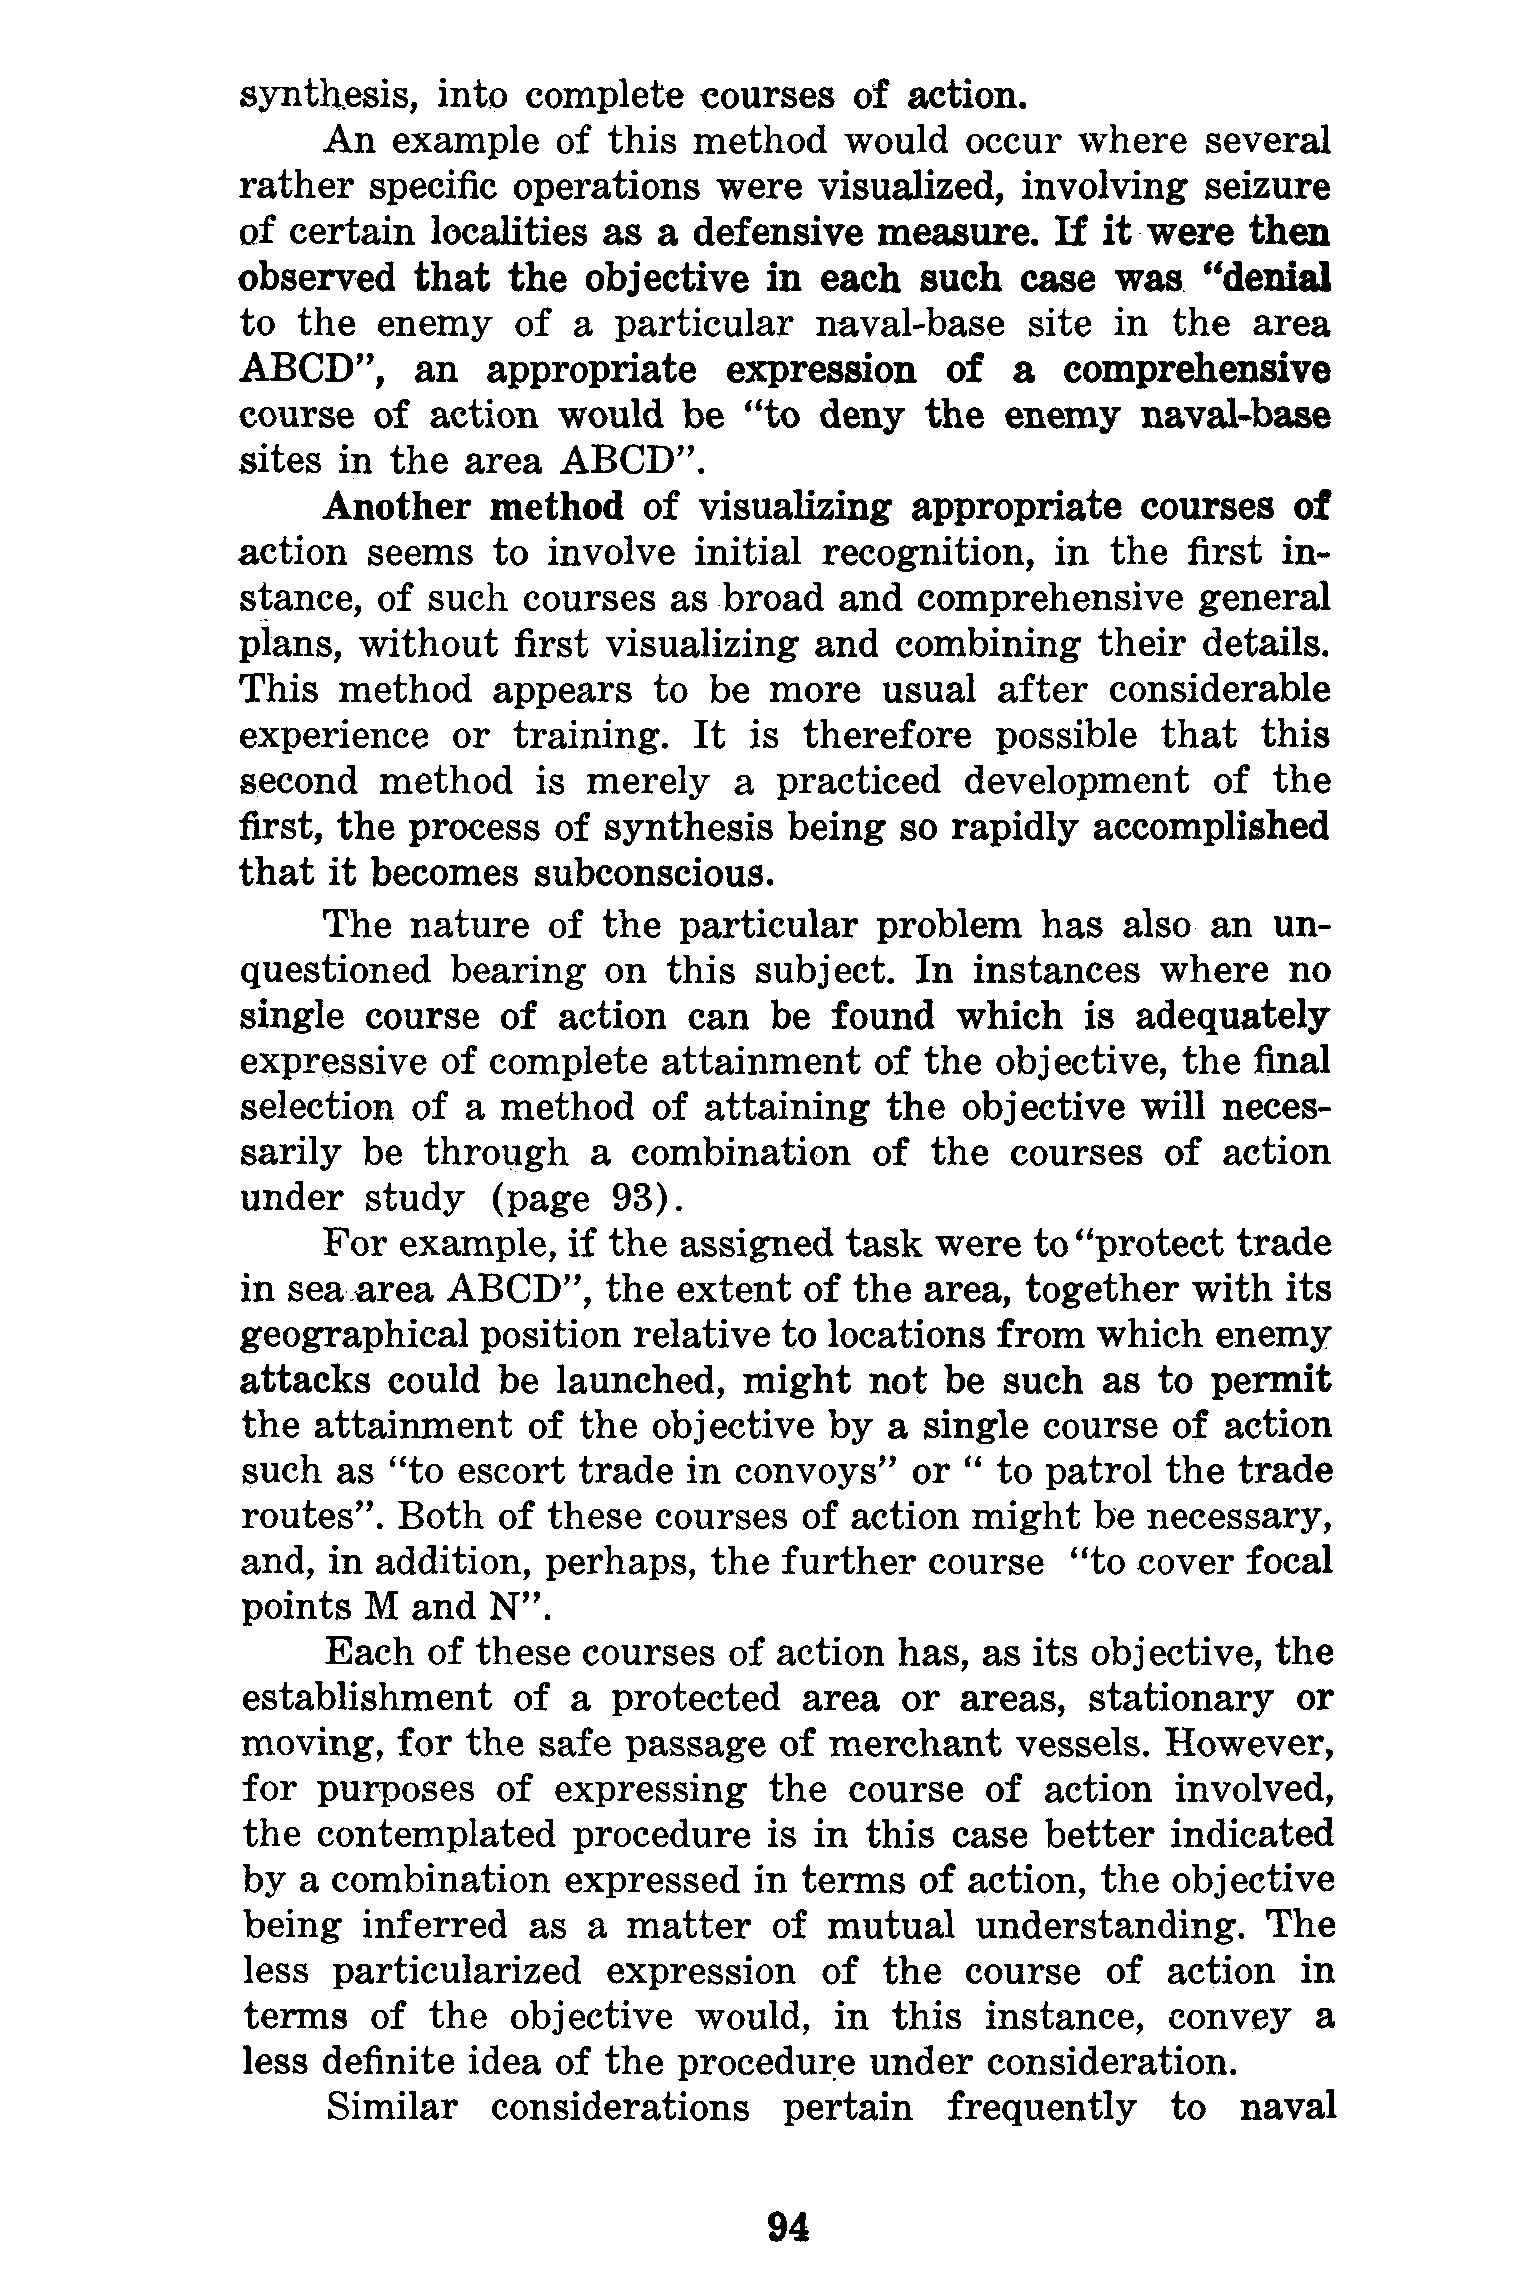 synthesis, into complete courses of action.
An example of this method would occur where several
rather specific operations were visualized, involving seizure
of certain localities as a defensive measure. If it were then
observed that the objective in each such case was "denial
to the enemy of a particular naval-base site in the area
ABCD", an appropriate expression of a comprehensive
course of action would be "to deny the enemy naval-base
sites in the area ABCD".
Another method of visualizing appropriate courses of
action seems to involve initial recognition, in the first in-
stance, of such courses as broad and comprehensive general
plans, without first visualizing and combining their details.
This method appears to be more usual after considerable
experience or training. It is therefore possible that this
second method is merely a practiced development of the
first, the process of synthesis being so rapidly accomplished
that it becomes subconscious.
The nature of the particular problem has also an un-
questioned bearing on this subject. In instances where no
single course of action can be found which is adequately
expressive of complete attainment of the objective, the final
selection of a method of attaining the objective will neces-
sarily be through a combination of the courses of action
under study (page 93).
For example, if the assigned task were to "protect trade
in sea area ABCD", the extent of the area, together with its
geographical position relative to locations from which enemy
attacks could be launched, might not be such as to permit
the attainment of the objective by a single course of action
such as "to escort trade in convoys" or " to patrol the trade
routes". Both of these courses of action might be necessary,
and, in addition, perhaps, the further course "to cover focal
points M and N".
Each of these courses of action has, as its objective, the
establishment of a protected area or areas, stationary or
moving, for the safe passage of merchant vessels. However,
for purposes of expressing the course of action involved,
the contemplated procedure is in this case better indicated
by a combination expressed in terms of action, the objective
being inferred as a matter of mutual understanding. The
less particularized expression of the course of action in
terms of the objective would, in this instance, convey a
less definite idea of the procedure under consideration.
Similar considerations pertain frequently to naval
94